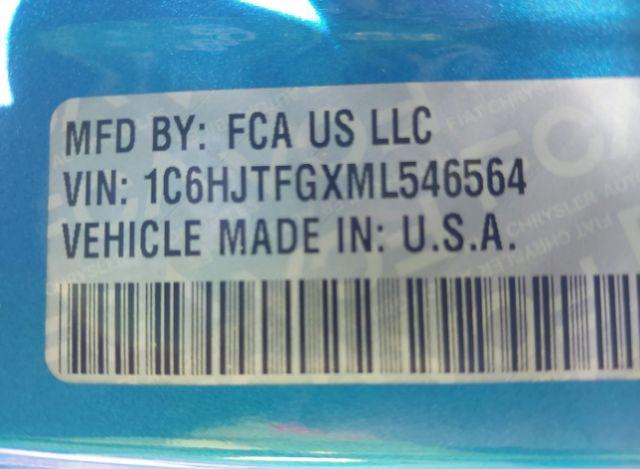 MFD BY: FCA US LLC
VIN: 1C6HJTFGXML546564
VEHICLE MADE IN: U.S.A.